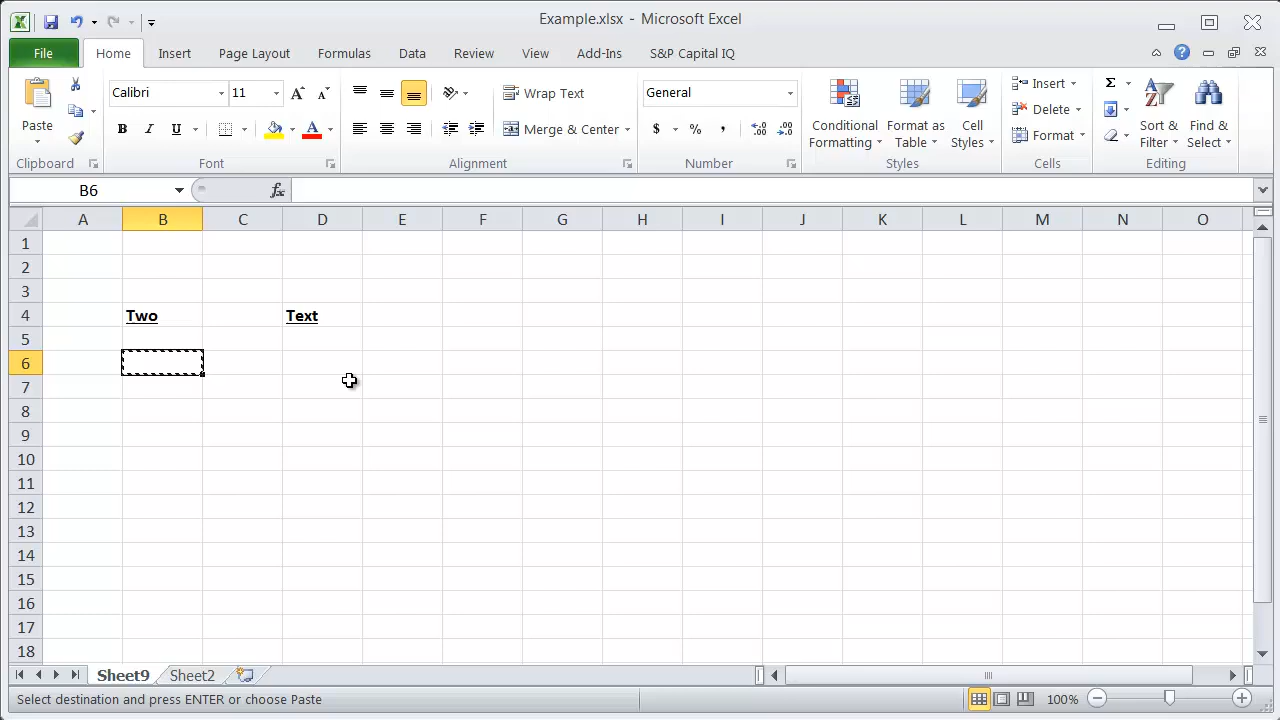 Example.xlsx - Microsoft Excel
File Home Insert Page Layout Formulas Data Review View Add-Ins S&P Capital IQ
Paste
Clipboard
Calibri 11
B I U A
Font
Wrap Text
Merge & Center
Alignment
General
$ % ,
Number
Conditional Formatting
Format as Table
Cell Styles
Styles
Insert
Delete
Format
Cells
Σ
Sort & Filter
Find & Select
Editing
B6 fx
A B C D E F G H I J K L M N O
1
2
3
4 Two Text
5
6
7
8
9
10
11
12
13
14
15
16
17
18
Sheet9 Sheet2
Select destination and press ENTER or choose Paste 100%